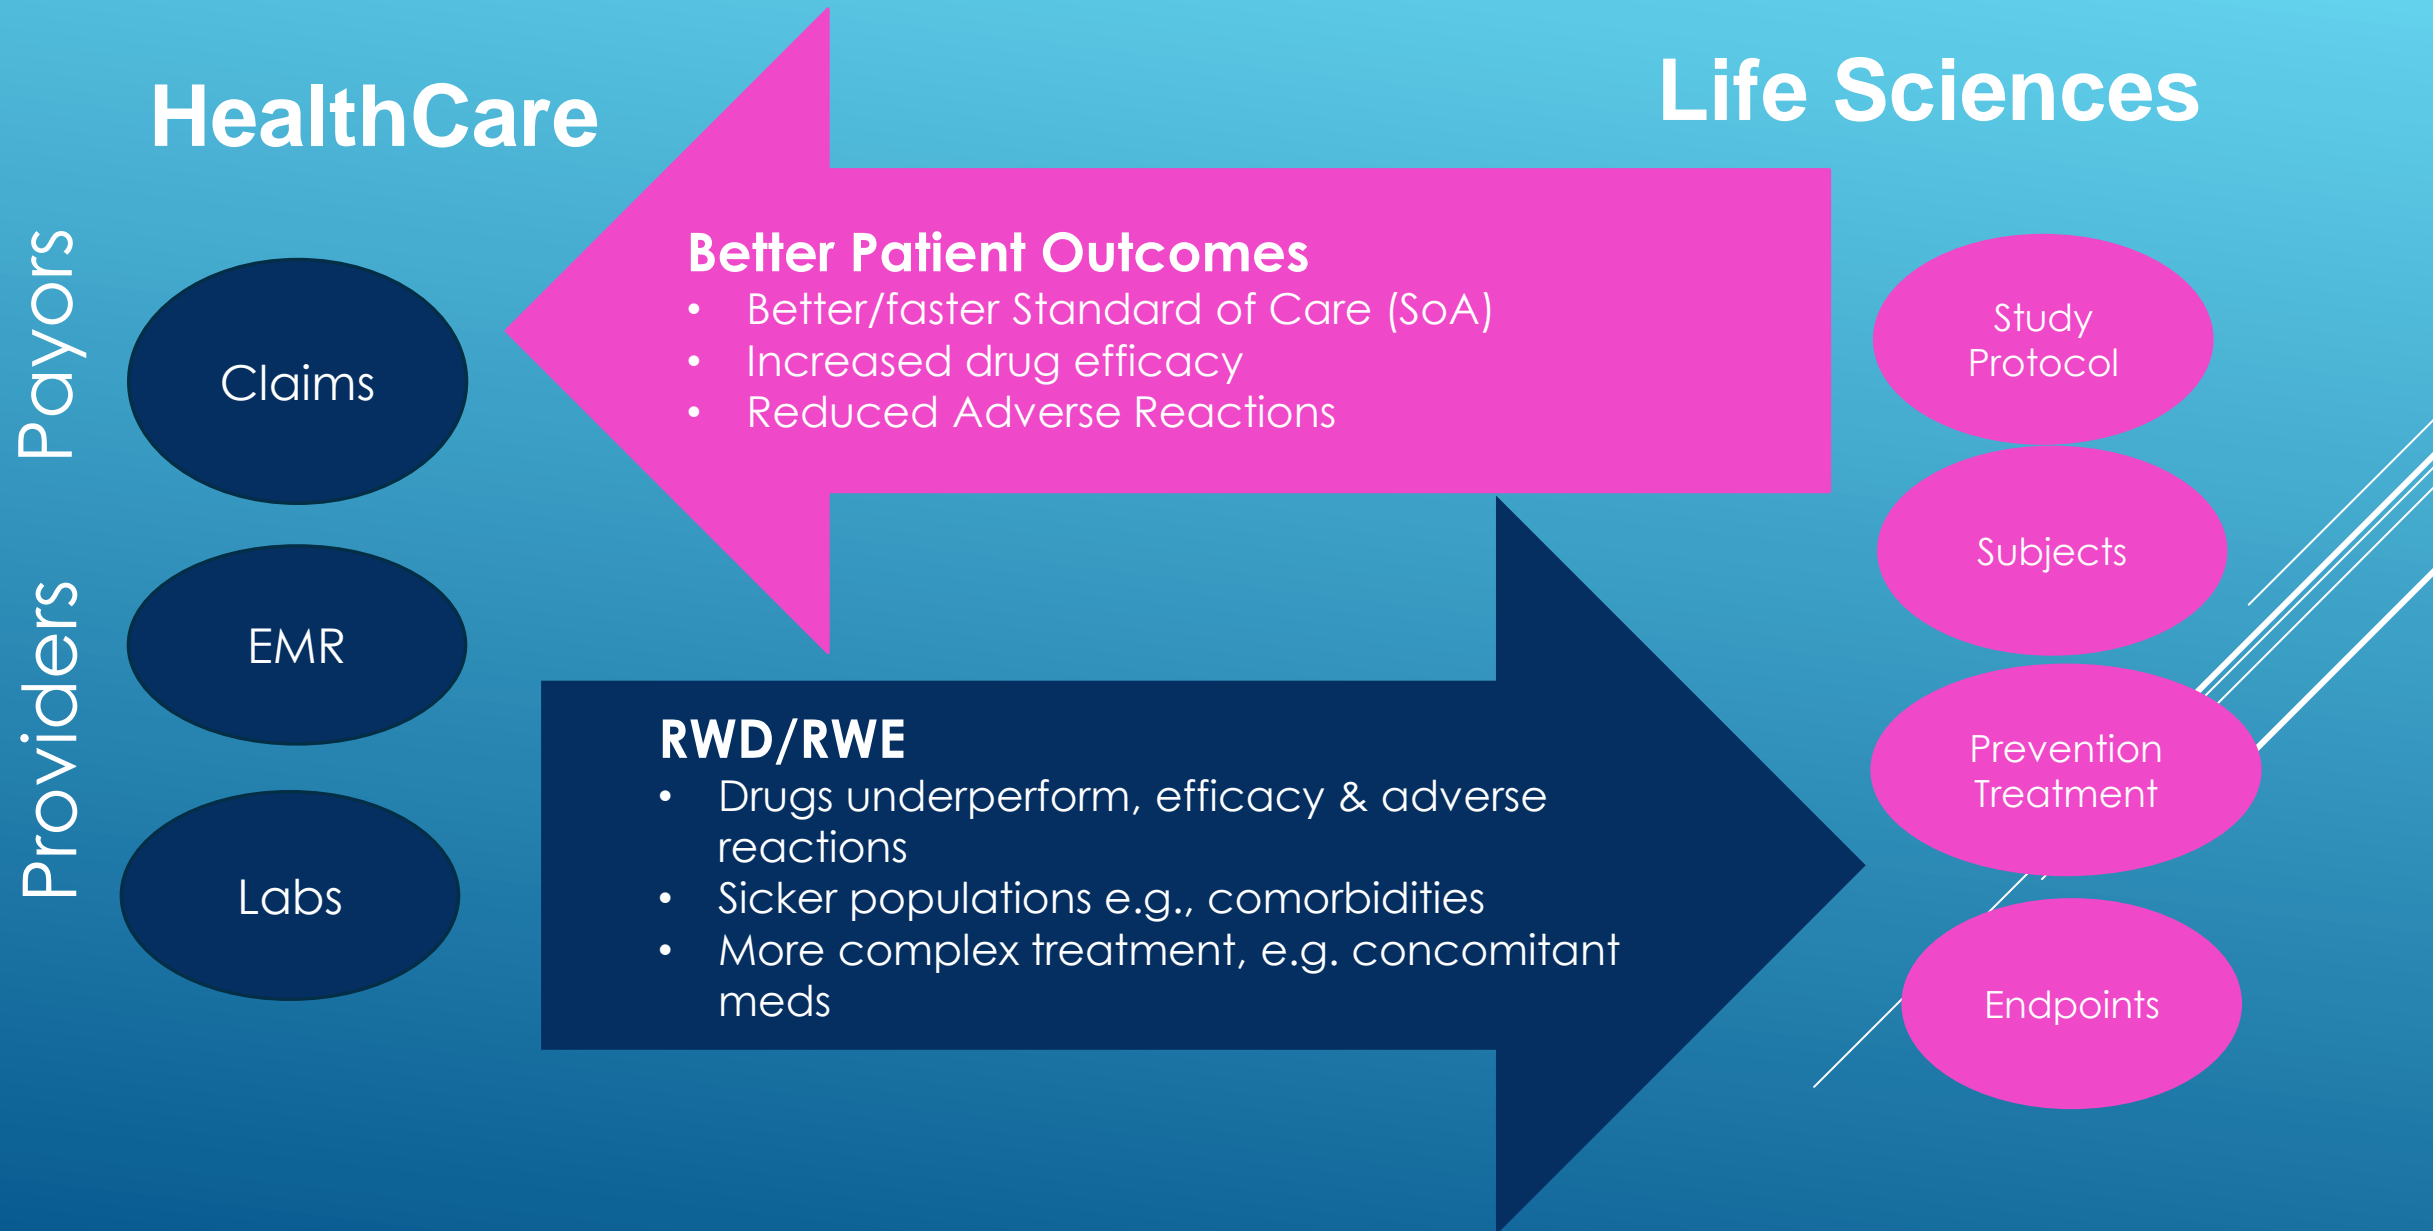 HealthCare
Life Sciences
Payors
Claims
Providers
EMR
Labs
Better Patient Outcomes
• Better/faster Standard of Care (SoA)
• Increased drug efficacy
• Reduced Adverse Reactions
RWD/RWE
• Drugs underperform, efficacy & adverse
reactions
• Sicker populations e.g., comorbidities
• More complex treatment, e.g. concomitant
meds
Study
Protocol
Subjects
Prevention
Treatment
Endpoints